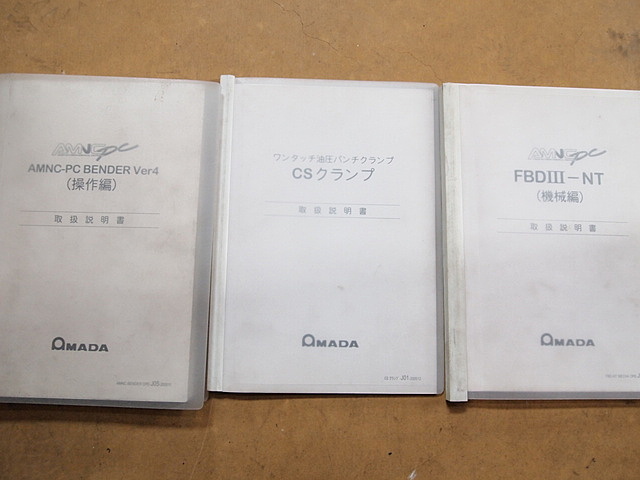 AMNC-PC
AMNC-PC BENDER Ver4
(操作編)
取扱説明書
AMADA
ワンタッチ油圧パンチクランプ
CSクランプ
取扱説明書
AMADA
AMNC-PC
FBDIII-NT
(機械編)
取扱説明書
AMADA